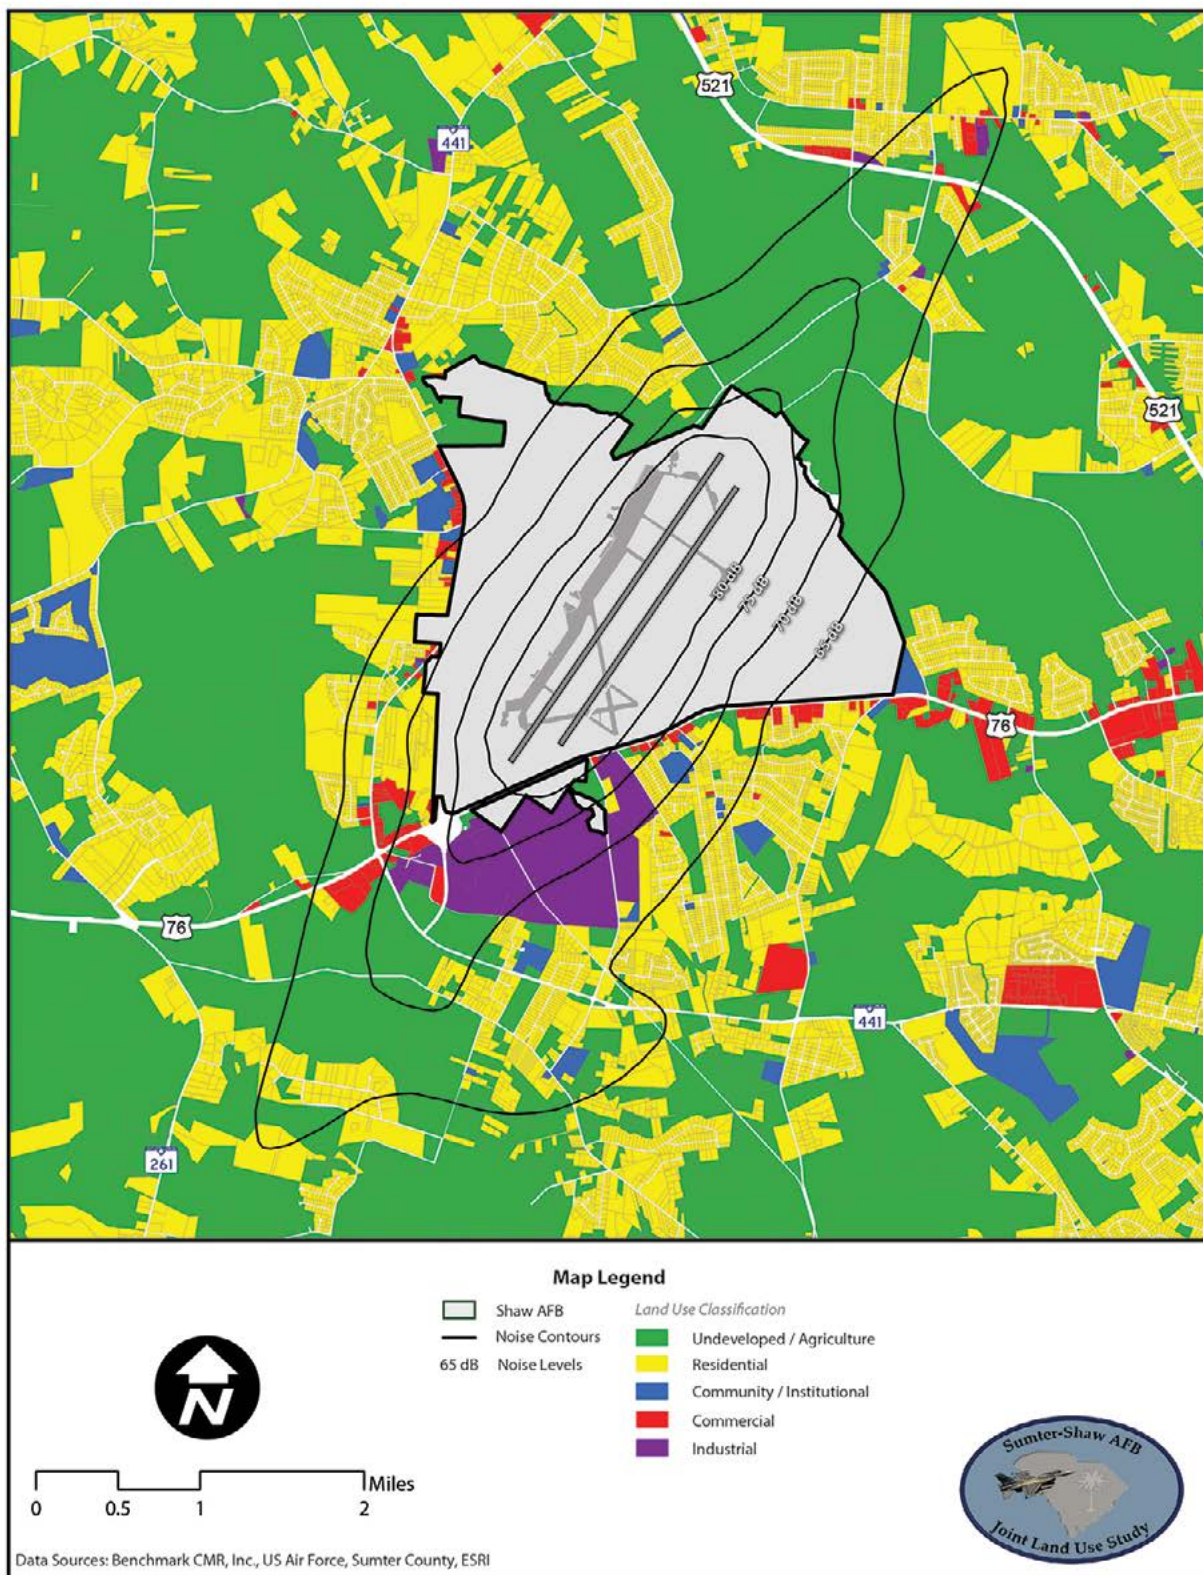 521
441
521
80 dB
75 dB
70 dB
65 dB
76
76
441
261
Map Legend
Shaw AFB
Noise Contours
65 dB Noise Levels
Land Use Classification
Undeveloped / Agriculture
Residential
Community / Institutional
Commercial
Industrial
N
Miles
0 0.5 1 2
Sumter-Shaw AFB
Joint Land Use Study
Data Sources: Benchmark CMR, Inc., US Air Force, Sumter County, ESRI